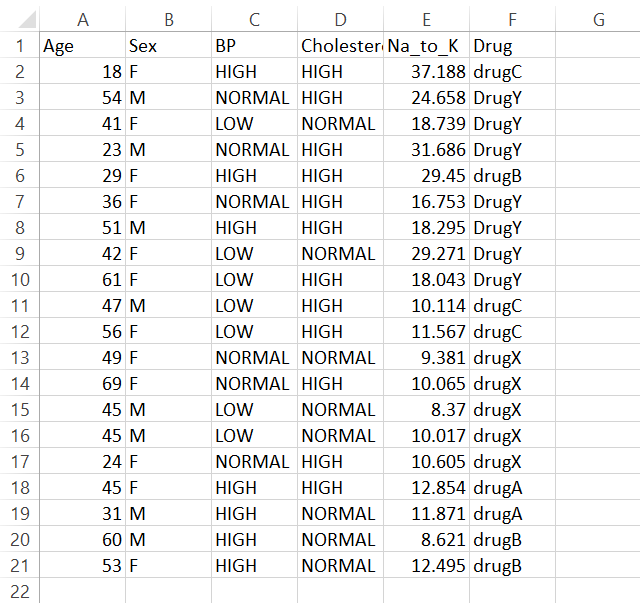 A B C D E F G
1 Age Sex BP Cholester Na_to_K Drug
2 18 F HIGH HIGH 37.188 drugC
3 54 M NORMAL HIGH 24.658 DrugY
4 41 F LOW NORMAL 18.739 DrugY
5 23 M NORMAL HIGH 31.686 DrugY
6 29 F HIGH HIGH 29.45 drugB
7 36 F NORMAL HIGH 16.753 DrugY
8 51 M HIGH HIGH 18.295 DrugY
9 42 F LOW NORMAL 29.271 DrugY
10 61 F LOW HIGH 18.043 DrugY
11 47 M LOW HIGH 10.114 drugC
12 56 F LOW HIGH 11.567 drugC
13 49 F NORMAL NORMAL 9.381 drugX
14 69 F NORMAL HIGH 10.065 drugX
15 45 M LOW NORMAL 8.37 drugX
16 45 M LOW NORMAL 10.017 drugX
17 24 F NORMAL HIGH 10.605 drugX
18 45 F HIGH HIGH 12.854 drugA
19 31 M HIGH NORMAL 11.871 drugA
20 60 M HIGH NORMAL 8.621 drugB
21 53 F HIGH NORMAL 12.495 drugB
22